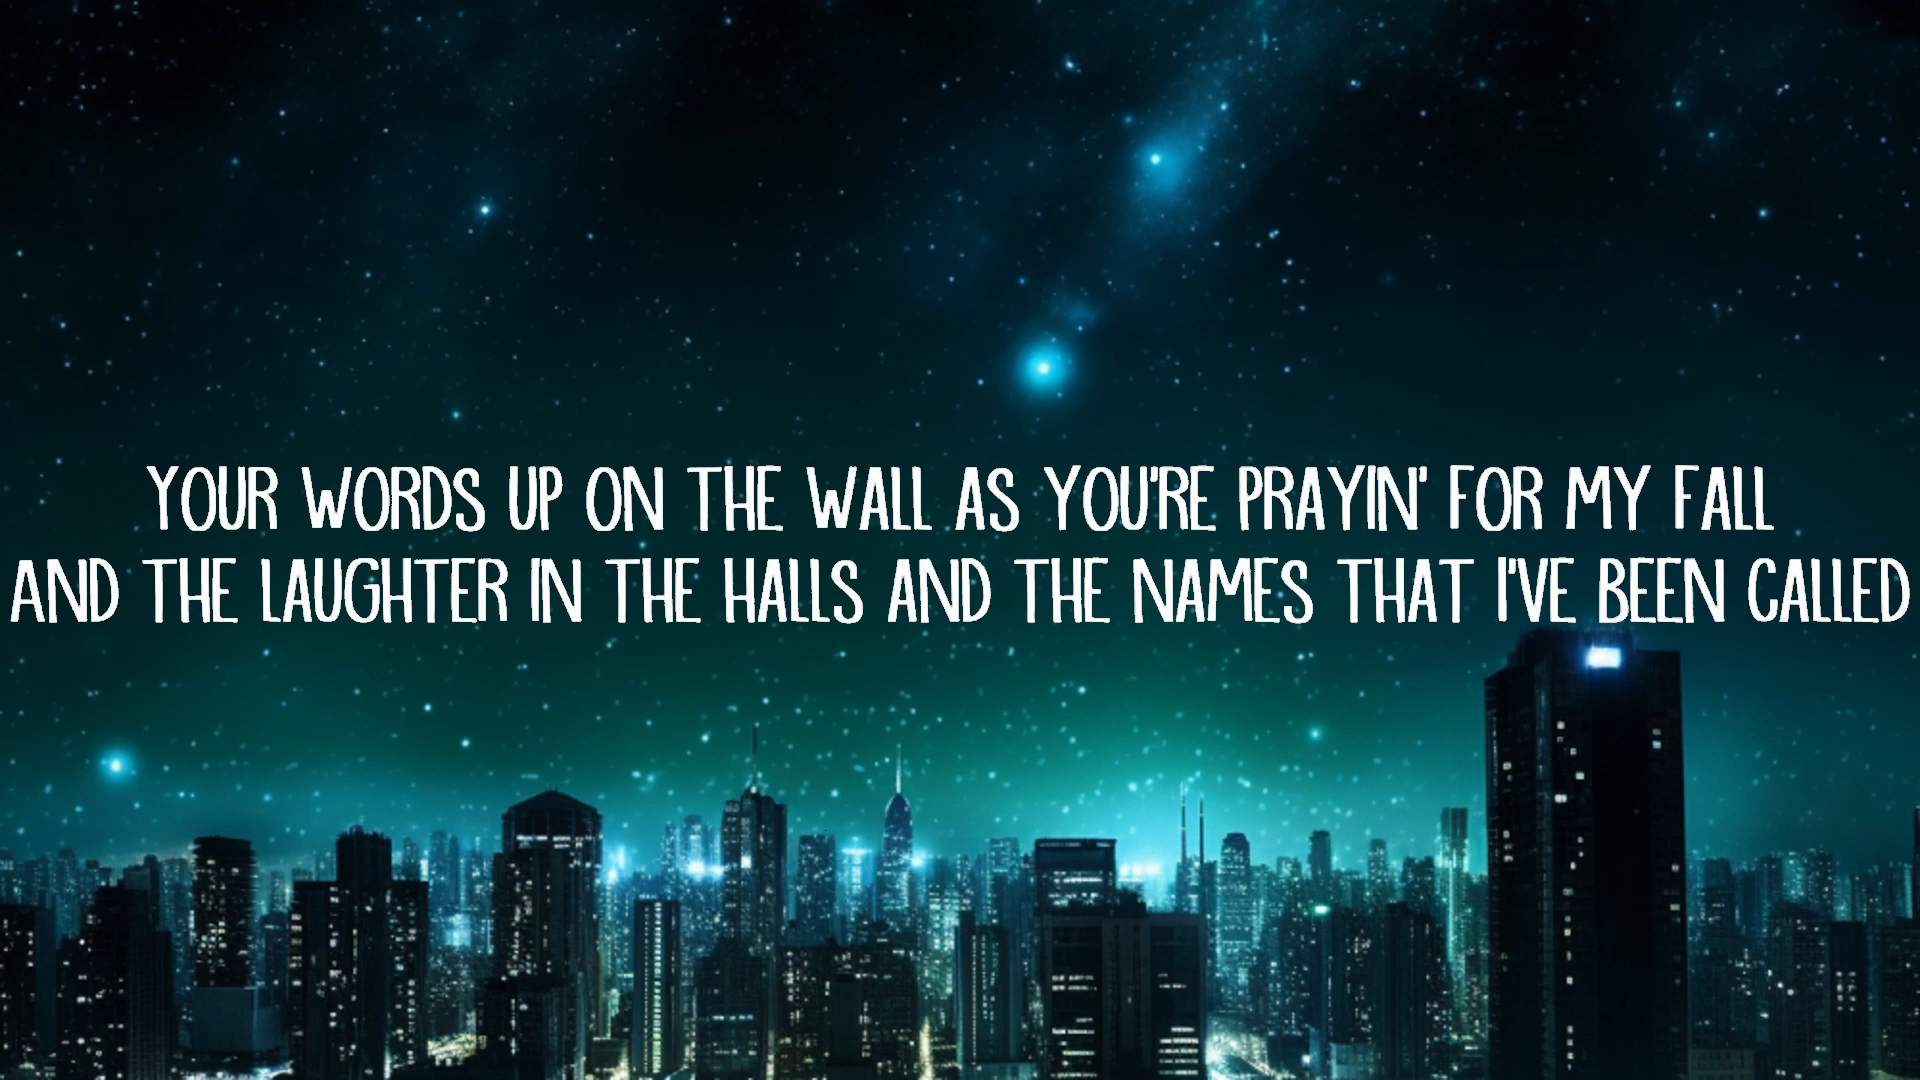 YOUR WORDS UP ON THE WALL AS YOU'RE PRAYIN' FOR MY FALL
AND THE LAUGHTER IN THE HALLS AND THE NAMES THAT I'VE BEEN CALLED